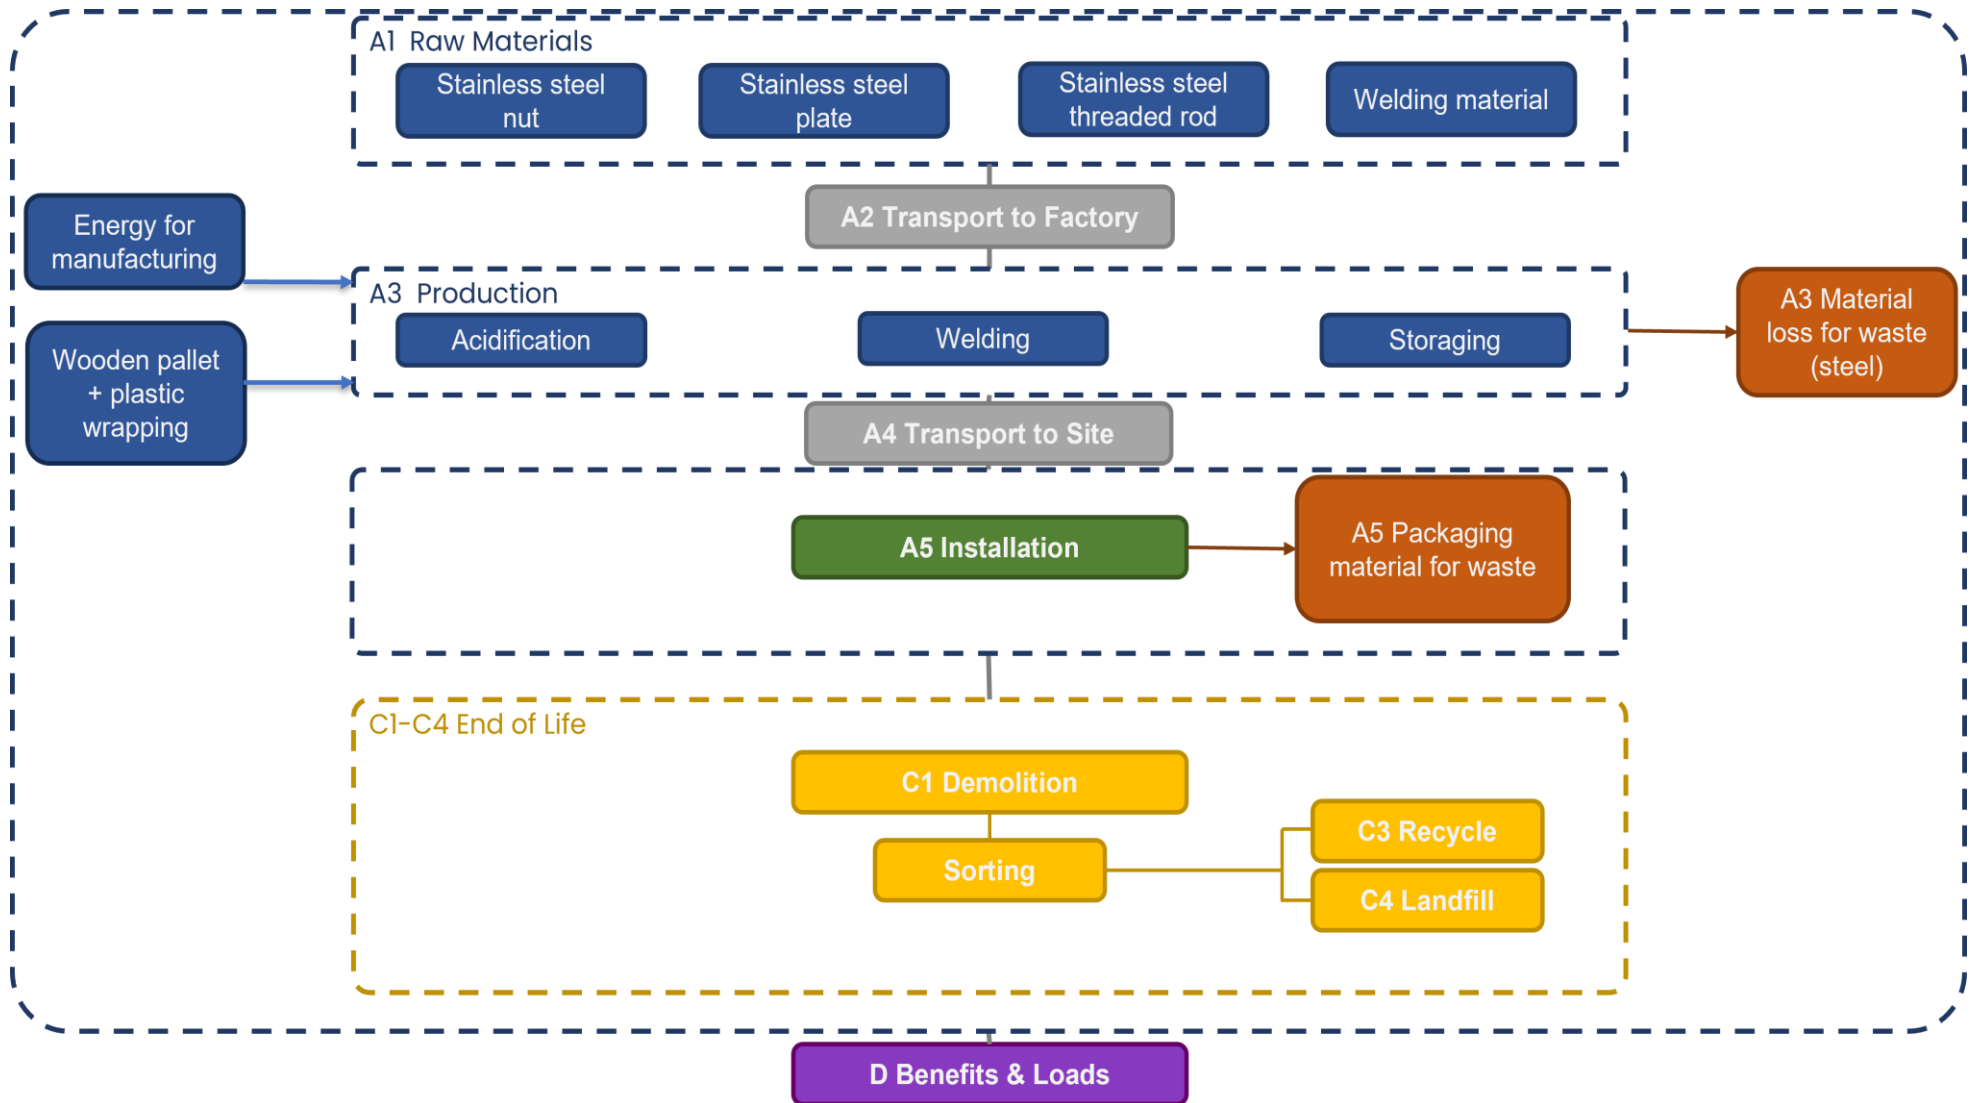 A1 Raw Materials
Stainless steel
nut
Stainless steel
plate
Stainless steel
threaded rod
Welding material
A2 Transport to Factory
Energy for
manufacturing
Wooden pallet
+ plastic
wrapping
A3 Production
Acidification
Welding
Storaging
A3 Material
loss for waste
(steel)
A4 Transport to Site
A5 Installation
A5 Packaging
material for waste
C1-C4 End of Life
C1 Demolition
Sorting
C3 Recycle
C4 Landfill
D Benefits & Loads